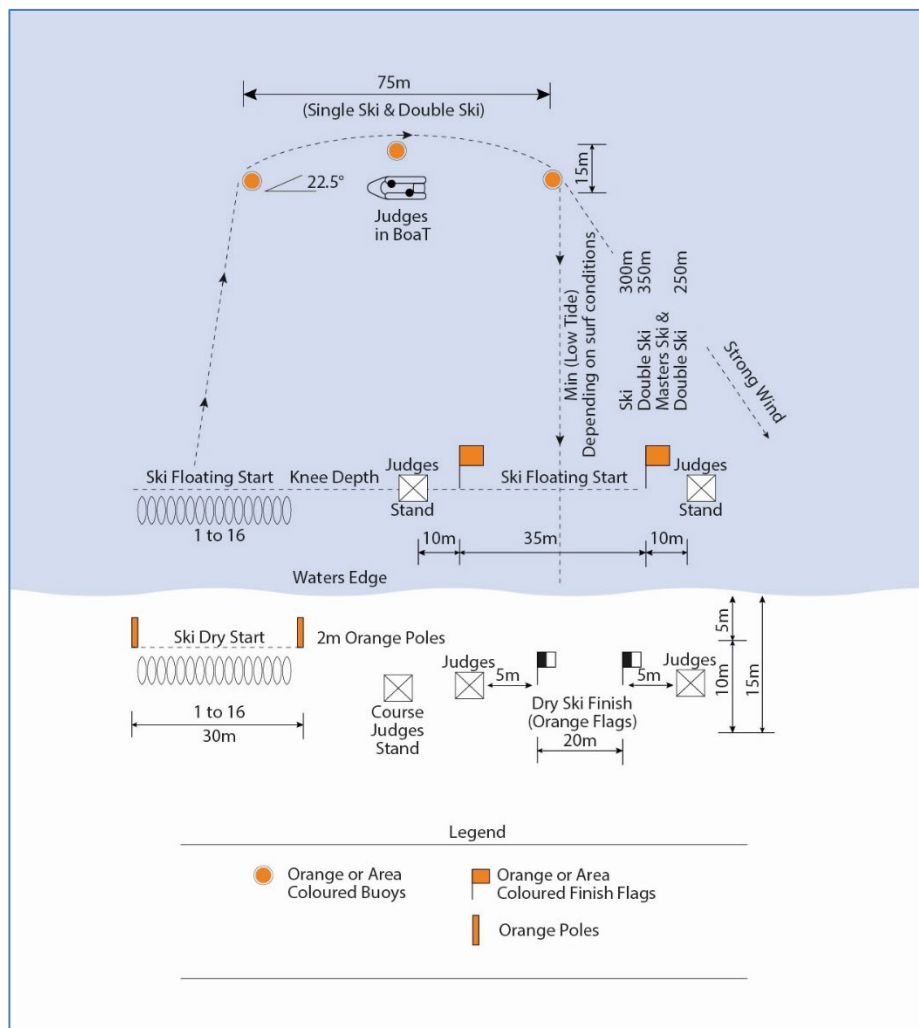 75m
(Single Ski & Double Ski)
15m
22.5°
Judges
in BoaT
Min (Low Tide)
Depending on surf conditions
Ski 300m
Double Ski 350m
Masters Ski &
Double Ski 250m
Strong Wind
Ski Floating Start
Knee Depth
Judges
Stand
Ski Floating Start
Judges
Stand
1 to 16
10m
35m
10m
Waters Edge
Ski Dry Start
2m Orange Poles
5m
10m
15m
Judges
5m
5m
Judges
1 to 16
30m
Course
Judges
Stand
Dry Ski Finish
(Orange Flags)
20m
Legend
Orange or Area
Coloured Buoys
Orange or Area
Coloured Finish Flags
Orange Poles